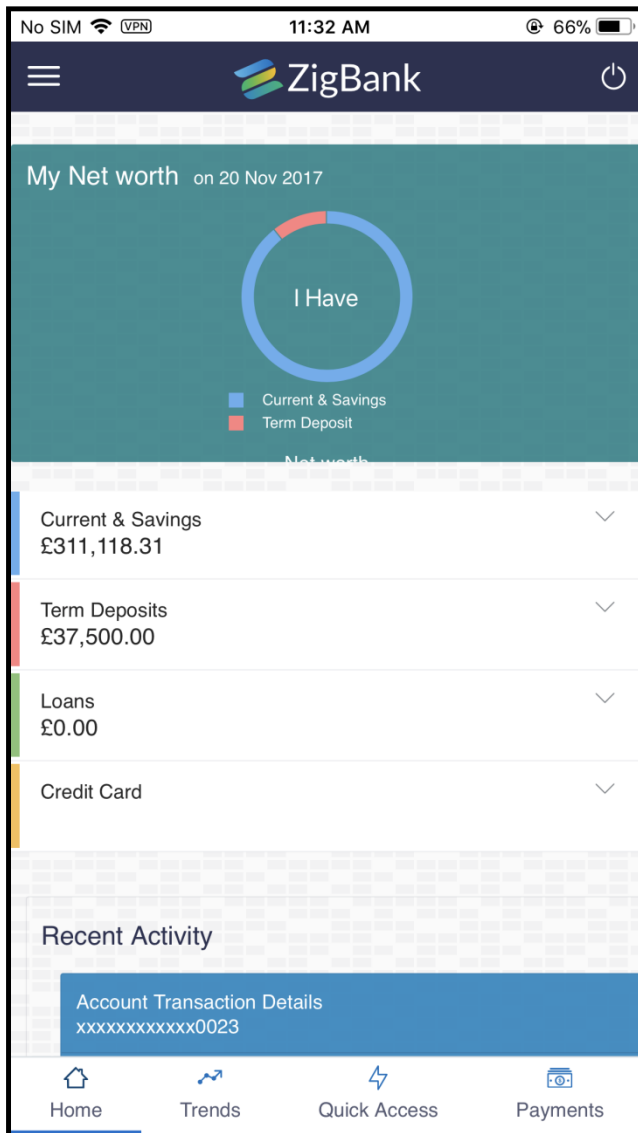 No SIM VPN 11:32 AM 66%
ZigBank
My Net worth on 20 Nov 2017
I Have
Current & Savings
Term Deposit
Net worth
Current & Savings
£311,118.31
Term Deposits
£37,500.00
Loans
£0.00
Credit Card
Recent Activity
Account Transaction Details
xxxxxxxxxxxx0023
Home Trends Quick Access Payments